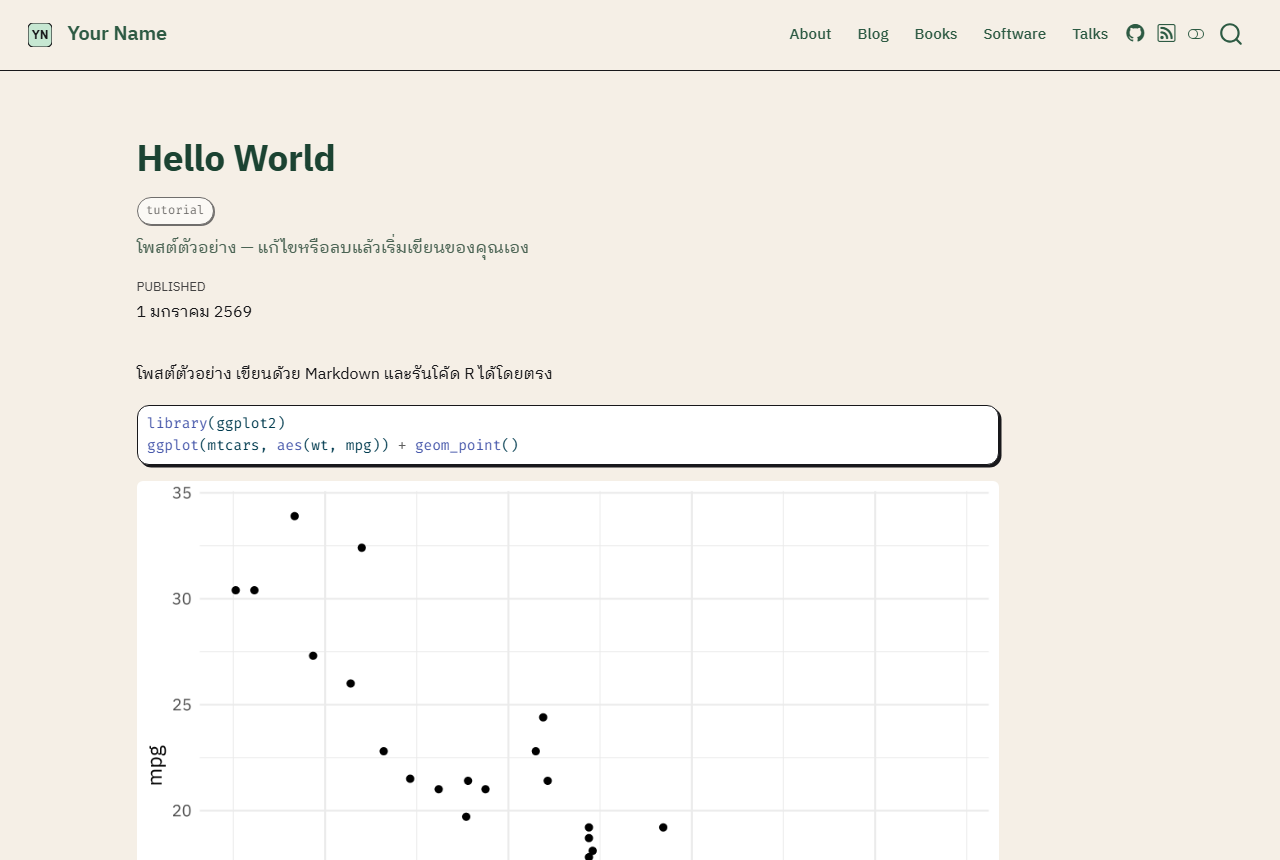 YN Your Name
About Blog Books Software Talks
Hello World
tutorial
โพสต์ตัวอย่าง — แก้ไขหรือลบแล้วเริ่มเขียนของคุณเอง
PUBLISHED
1 มกราคม 2569
โพสต์ตัวอย่าง เขียนด้วย Markdown และรันโค้ด R ได้โดยตรง
library(ggplot2)
ggplot(mtcars, aes(wt, mpg)) + geom_point()
35
30
25
mpg
20